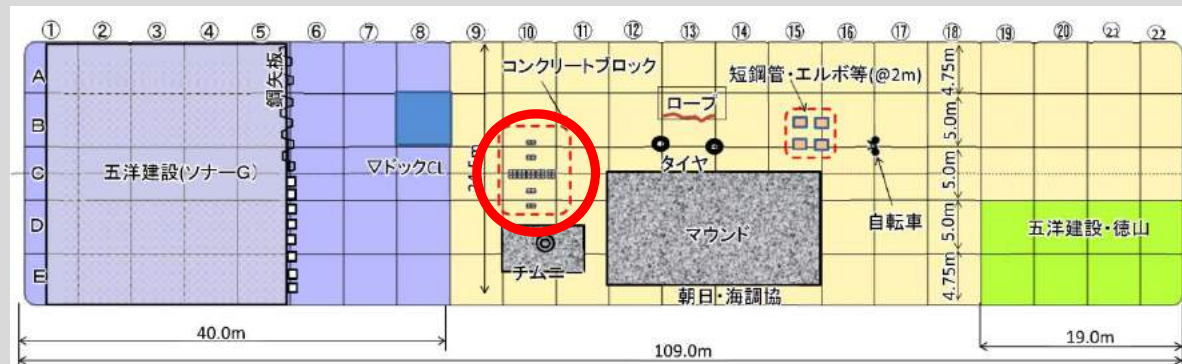 ① ② ③ ④ ⑤ ⑥ ⑦ ⑧ ⑨ ⑩ ⑪ ⑫ ⑬ ⑭ ⑮ ⑯ ⑰ ⑱ ⑲ ⑳ ㉑ ㉒
A
B
C
D
E
鋼矢板
五洋建設(ソナーG)
▽ドックCL
コンクリートブロック
チムニー
ロープ
タイヤ
マウンド
朝日・海調協
短鋼管・エルボ等(@2m)
自転車
4.75m
5.0m
5.0m
5.0m
4.75m
五洋建設・徳山
40.0m
109.0m
19.0m